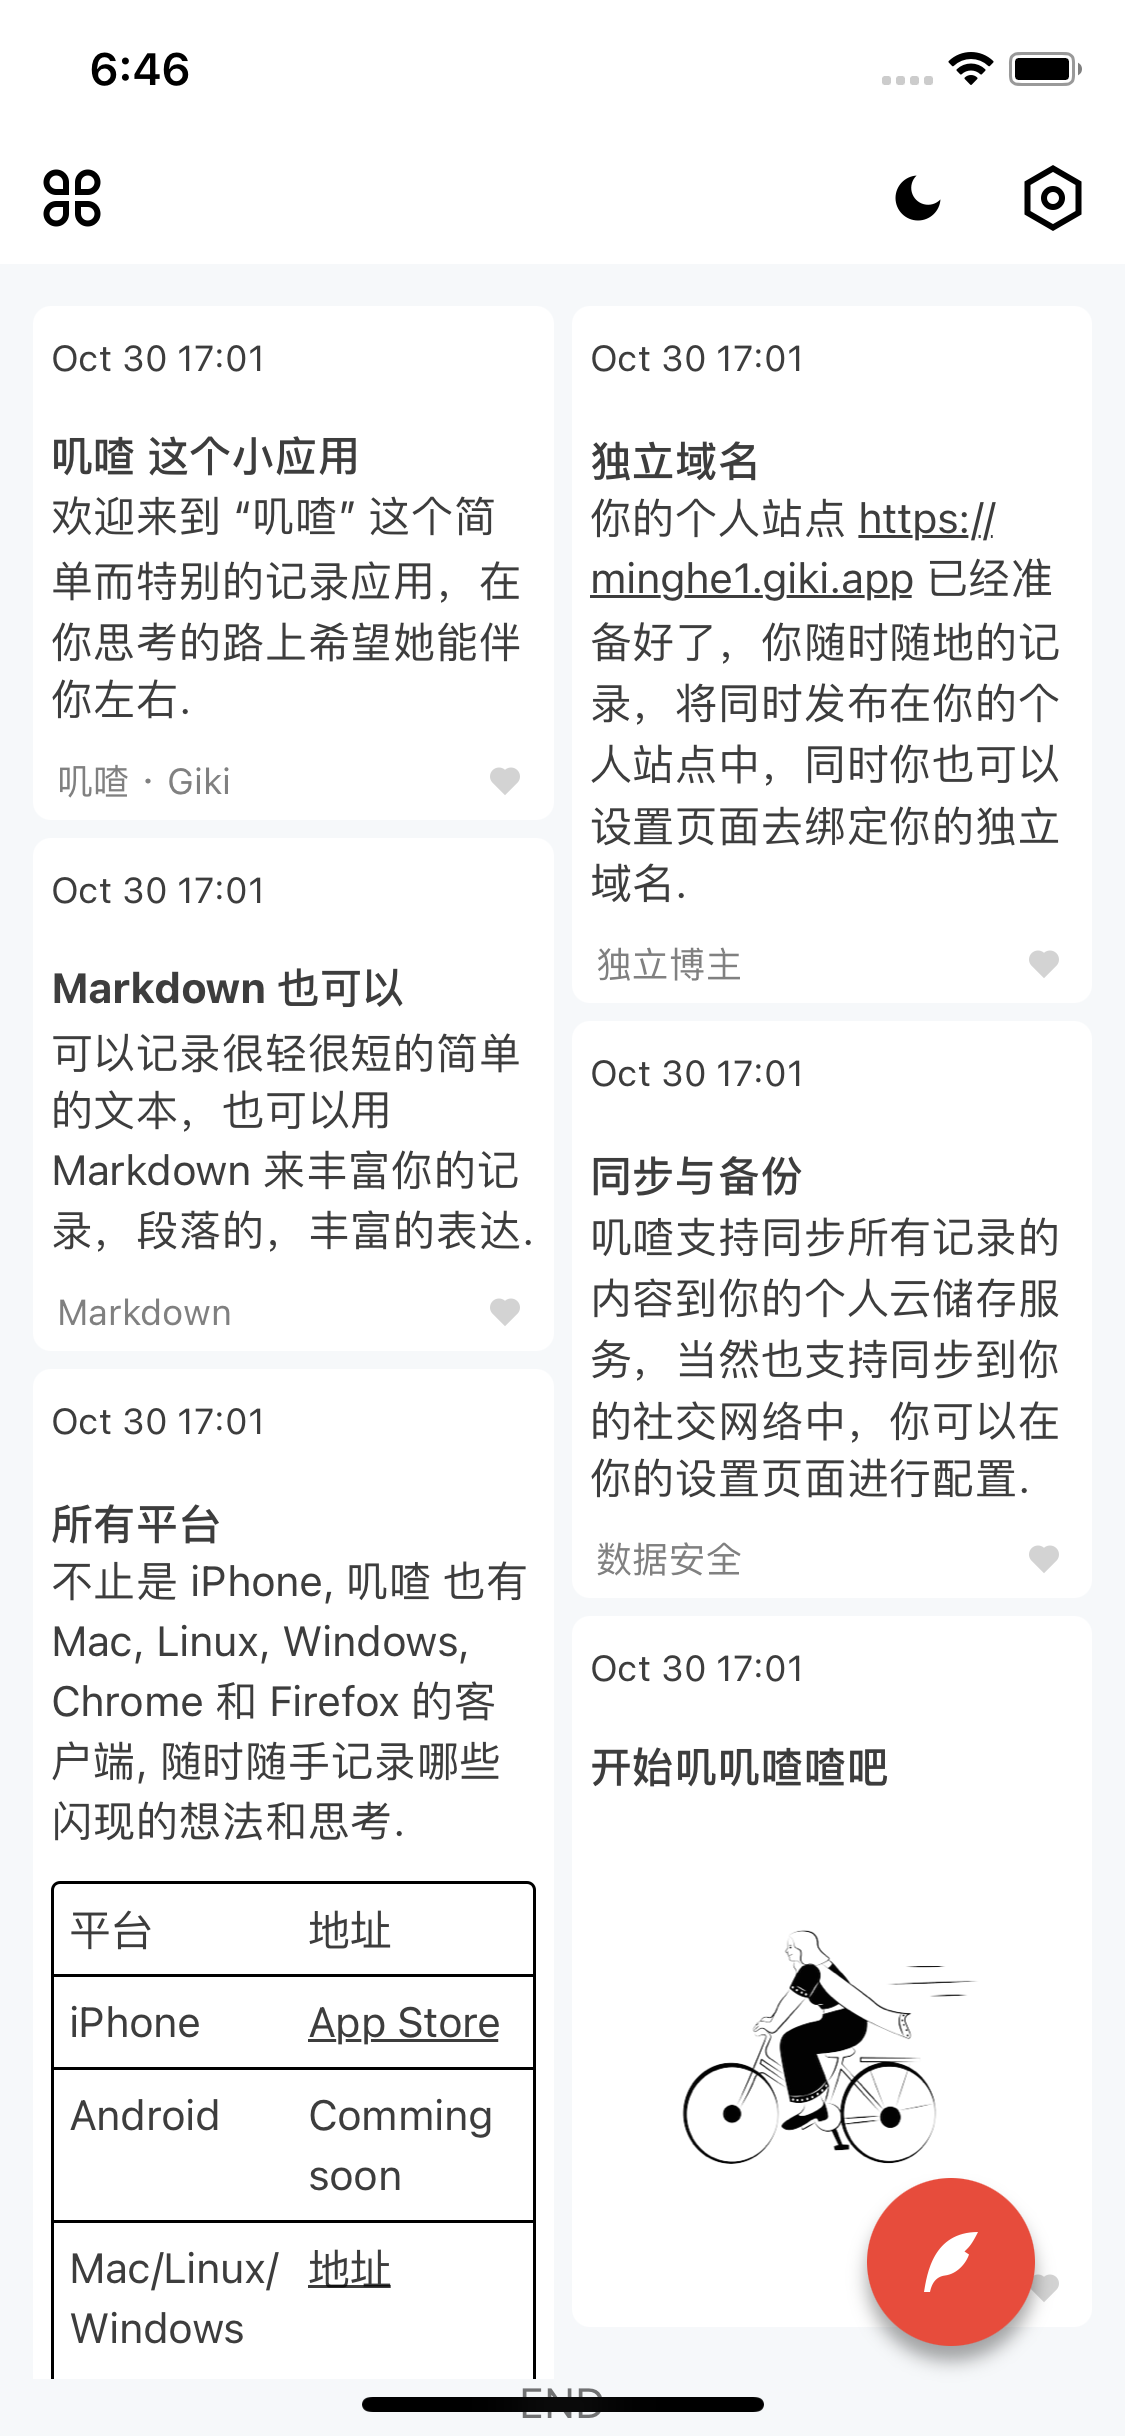 6:46
Oct 30 17:01
叽喳 这个小应用
欢迎来到 “叽喳” 这个简
单而特别的记录应用，在
你思考的路上希望她能伴
你左右.
叽喳 · Giki
Oct 30 17:01
Markdown 也可以
可以记录很轻很短的简单
的文本，也可以用
Markdown 来丰富你的记
录，段落的，丰富的表达.
Markdown
Oct 30 17:01
所有平台
不止是 iPhone, 叽喳 也有
Mac, Linux, Windows,
Chrome 和 Firefox 的客
户端, 随时随手记录哪些
闪现的想法和思考.
平台 地址
iPhone App Store
Android Comming
soon
Mac/Linux/ 地址
Windows
Oct 30 17:01
独立域名
你的个人站点 https://
minghe1.giki.app 已经准
备好了，你随时随地的记
录，将同时发布在你的个
人站点中，同时你也可以
设置页面去绑定你的独立
域名.
独立博主
Oct 30 17:01
同步与备份
叽喳支持同步所有记录的
内容到你的个人云储存服
务，当然也支持同步到你
的社交网络中，你可以在
你的设置页面进行配置.
数据安全
Oct 30 17:01
开始叽叽喳喳吧
END